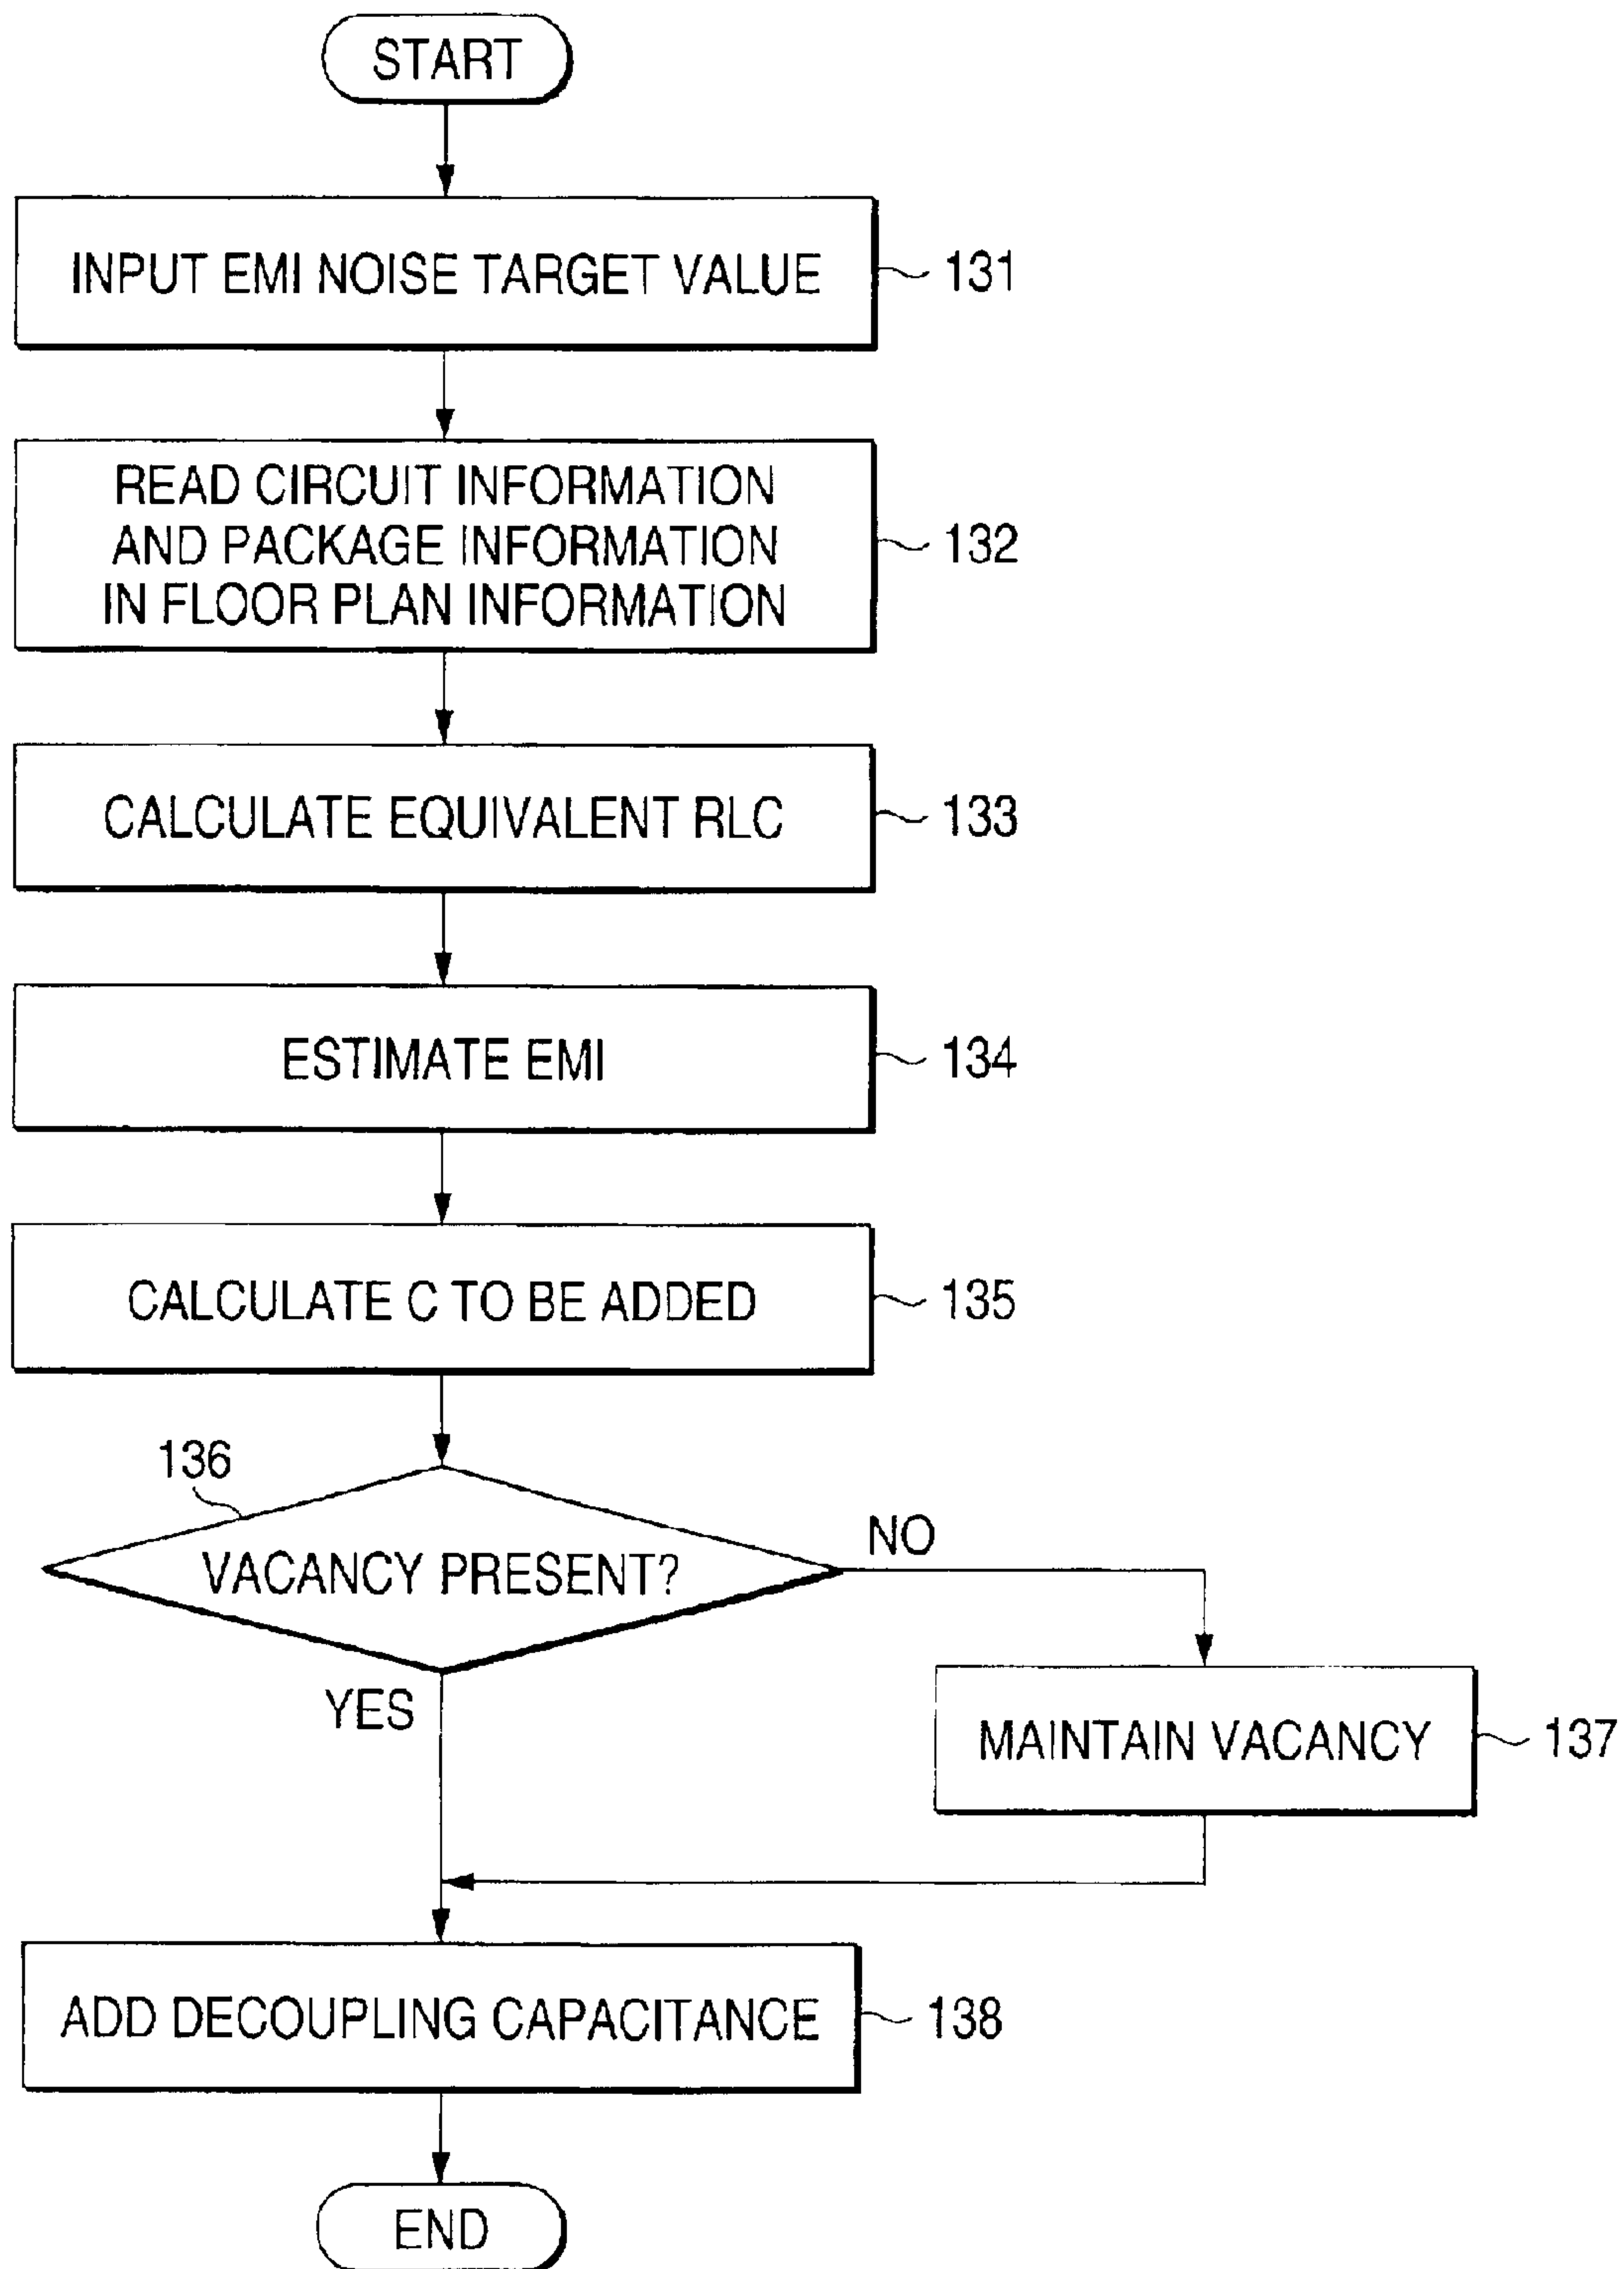 START
INPUT EMI NOISE TARGET VALUE
131
READ CIRCUIT INFORMATION
AND PACKAGE INFORMATION
IN FLOOR PLAN INFORMATION
132
CALCULATE EQUIVALENT RLC
133
ESTIMATE EMI
134
CALCULATE C TO BE ADDED
135
136
VACANCY PRESENT?
NO
YES
MAINTAIN VACANCY
137
ADD DECOUPLING CAPACITANCE
138
END